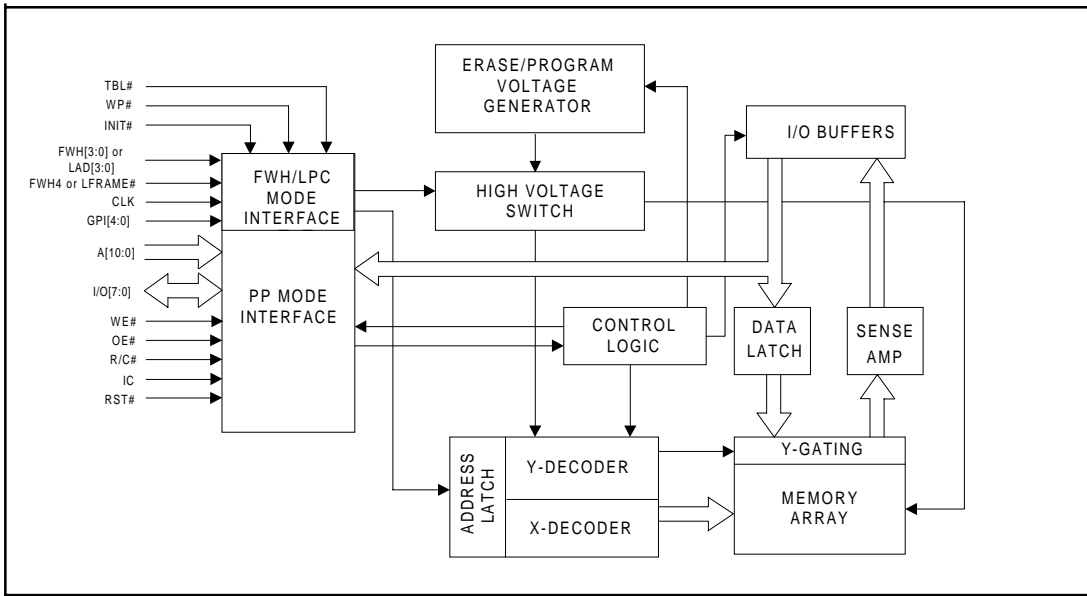 TBL#
WP#
INIT#
FWH[3:0] or
LAD[3:0]
FWH4 or LFRAME#
CLK
GPI[4:0]
A[10:0]
I/O[7:0]
WE#
OE#
R/C#
IC
RST#
FWH/LPC
MODE
INTERFACE
PP MODE
INTERFACE
ERASE/PROGRAM
VOLTAGE
GENERATOR
HIGH VOLTAGE
SWITCH
I/O BUFFERS
CONTROL
LOGIC
DATA
LATCH
SENSE
AMP
ADDRESS
LATCH
Y-DECODER
X-DECODER
Y-GATING
MEMORY
ARRAY